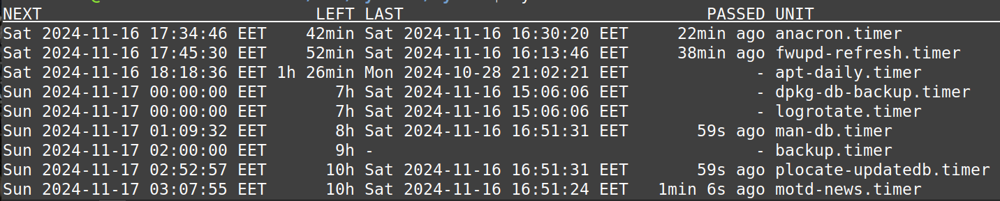 NEXT LEFT LAST PASSED UNIT
Sat 2024-11-16 17:34:46 EET 42min Sat 2024-11-16 16:30:20 EET 22min ago anacron.timer
Sat 2024-11-16 17:45:30 EET 52min Sat 2024-11-16 16:13:46 EET 38min ago fwupd-refresh.timer
Sat 2024-11-16 18:18:36 EET 1h 26min Mon 2024-10-28 21:02:21 EET - apt-daily.timer
Sun 2024-11-17 00:00:00 EET 7h Sat 2024-11-16 15:06:06 EET - dpkg-db-backup.timer
Sun 2024-11-17 00:00:00 EET 7h Sat 2024-11-16 15:06:06 EET - logrotate.timer
Sun 2024-11-17 01:09:32 EET 8h Sat 2024-11-16 16:51:31 EET 59s ago man-db.timer
Sun 2024-11-17 02:00:00 EET 9h - - backup.timer
Sun 2024-11-17 02:52:57 EET 10h Sat 2024-11-16 16:51:31 EET 59s ago plocate-updatedb.timer
Sun 2024-11-17 03:07:55 EET 10h Sat 2024-11-16 16:51:24 EET 1min 6s ago motd-news.timer